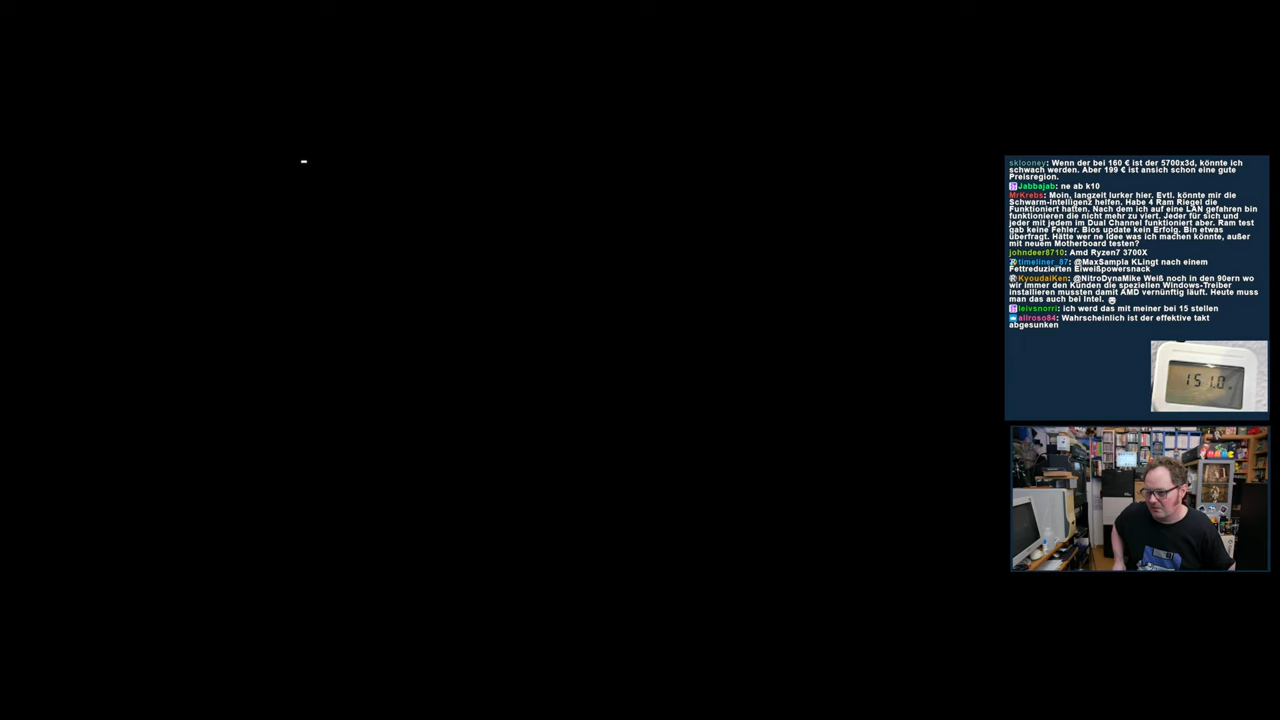 -
sklooney: Wenn der bei 160 € ist der 5700x3d, könnte ich
schwach werden. Aber 199 € ist ansich schon eine gute
Preisregion.
Jabbajab: ne ab k10
MrKrebs: Moin, langzeit lurker hier. Evtl. könnte mir die
Schwarm-Intelligenz helfen. Habe 4 Ram Riegel die
Funktioniert hatten. Nach dem ich auf eine LAN gefahren bin
funktionieren die nicht mehr zu viert. Jeder für sich und
jeder mit jedem im Dual Channel funktioniert aber. Ram test
gab keine Fehler. Bios update kein Erfolg. Bin etwas
überfragt. Hätte wer ne Idee was ich machen könnte, außer
mit neuem Motherboard testen?
johndeer8710: Amd Ryzen7 3700X
timeliner_87: @MaxSampla KLingt nach einem
Fettreduzierten Eiweißpowersnack
KyoudaiKen: @NitroDynaMike Weiß noch in den 90ern wo
wir immer den Kunden die speziellen Windows-Treiber
installieren mussten damit AMD vernünftig läuft. Heute muss
man das auch bei Intel.
leivsnorri: ich werd das mit meiner bei 15 stellen
aliroso84: Wahrscheinlich ist der effektive takt
abgesunken
151.0